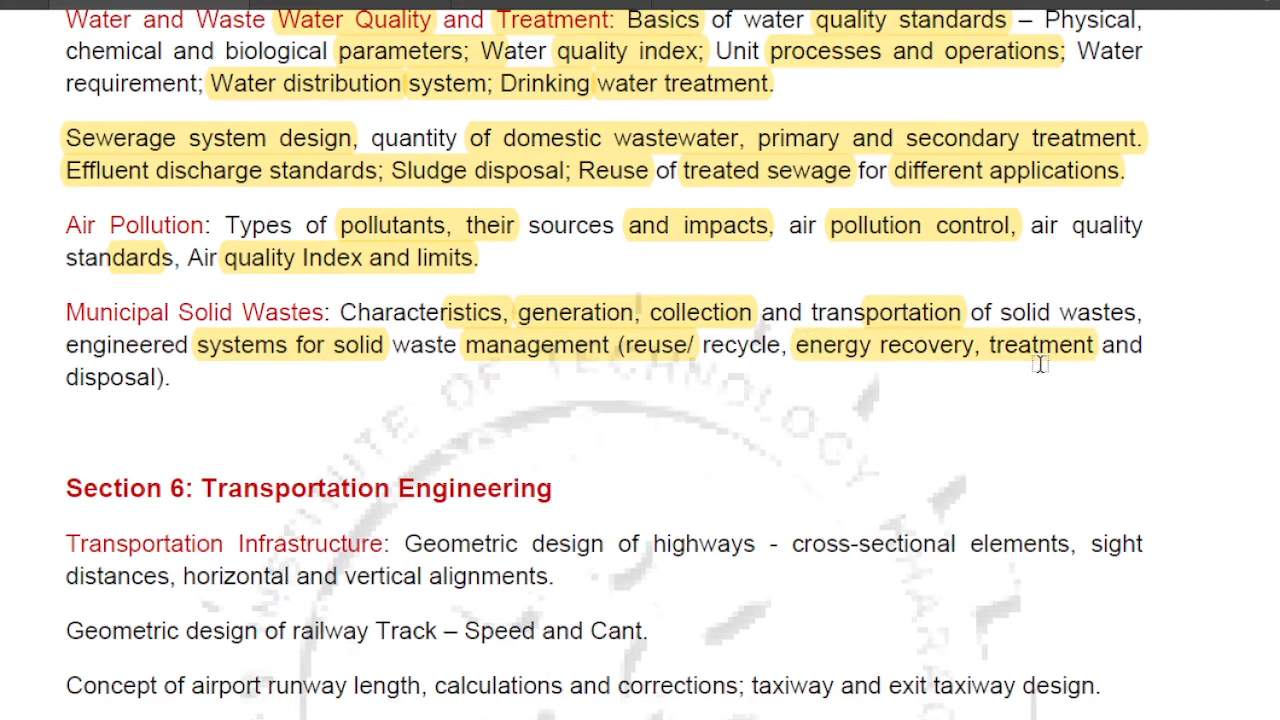 Water and Waste Water Quality and Treatment: Basics of water quality standards – Physical,
chemical and biological parameters; Water quality index; Unit processes and operations; Water
requirement; Water distribution system; Drinking water treatment.
Sewerage system design, quantity of domestic wastewater, primary and secondary treatment.
Effluent discharge standards; Sludge disposal; Reuse of treated sewage for different applications.
Air Pollution: Types of pollutants, their sources and impacts, air pollution control, air quality
standards, Air quality Index and limits.
Municipal Solid Wastes: Characteristics, generation, collection and transportation of solid wastes,
engineered systems for solid waste management (reuse/ recycle, energy recovery, treatment and
disposal).
INSTITUTE OF TECHNOLOGY
Section 6: Transportation Engineering
Transportation Infrastructure: Geometric design of highways - cross-sectional elements, sight
distances, horizontal and vertical alignments.
Geometric design of railway Track – Speed and Cant.
Concept of airport runway length, calculations and corrections; taxiway and exit taxiway design.